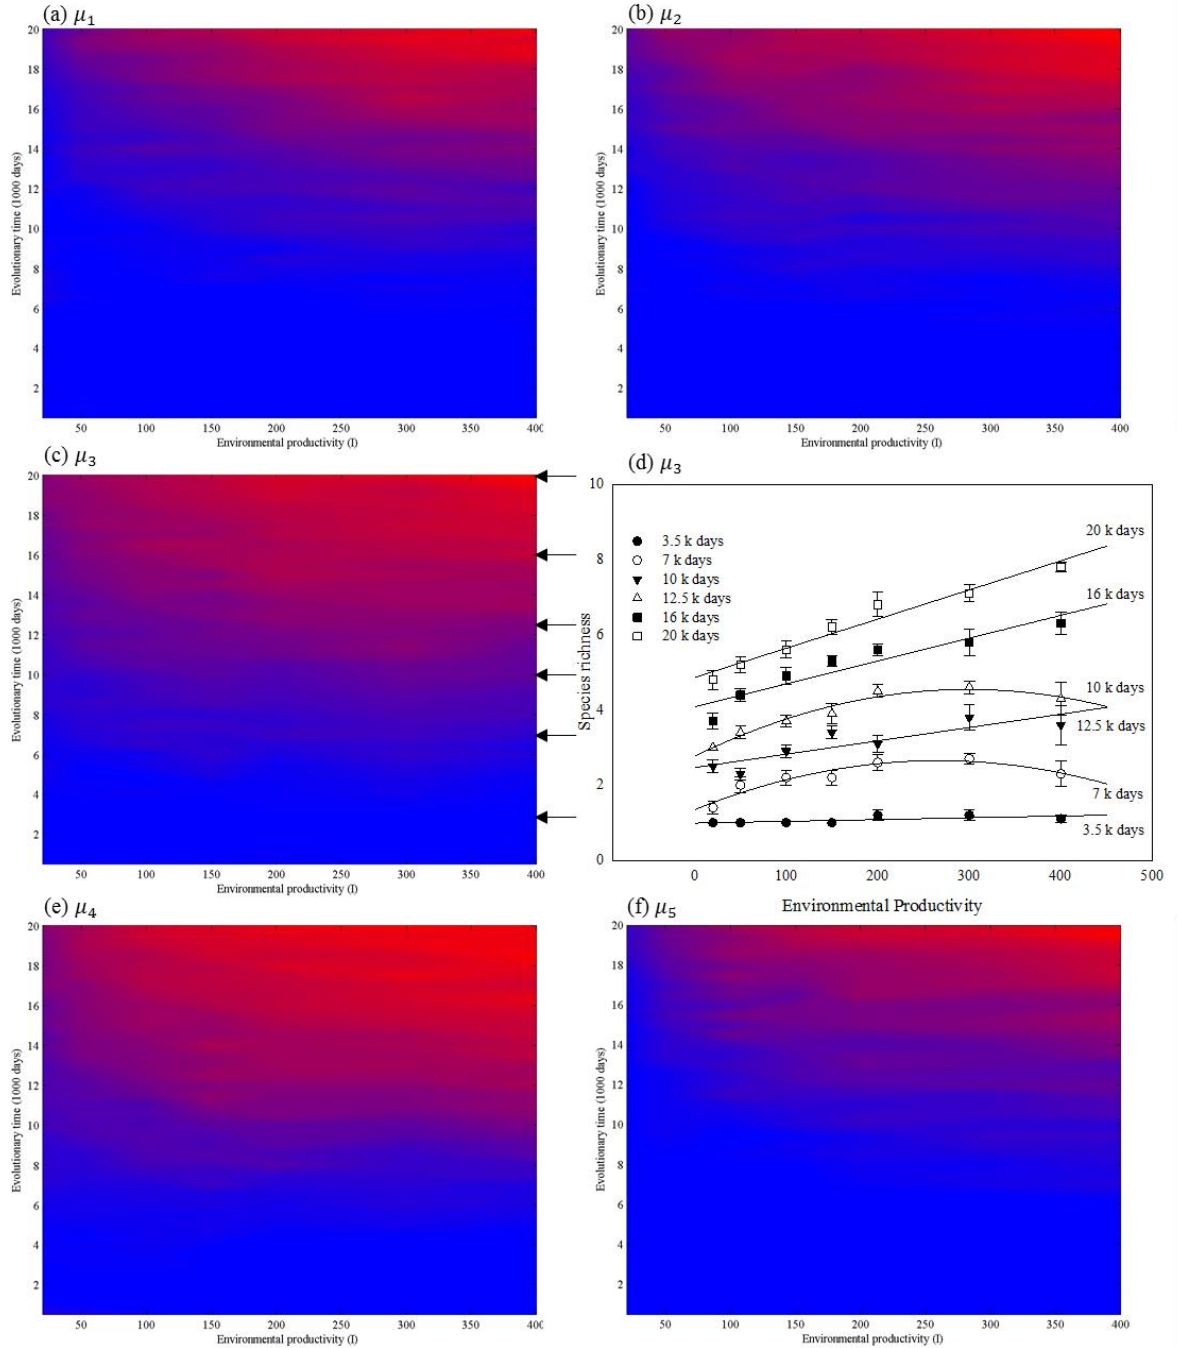 (a) μ1
(b) μ2
20
18
16
14
12
10
8
6
4
2
Evolutionary time (1000 days)
50 100 150 200 250 300 350 400
Environmental productivity (I)
20
18
16
14
12
10
8
6
4
2
Evolutionary time (1000 days)
50 100 150 200 250 300 350 400
Environmental productivity (I)
(c) μ3
20
18
16
14
12
10
8
6
4
2
Evolutionary time (1000 days)
50 100 150 200 250 300 350 400
Environmental productivity (I)
(d) μ3
10
8
6
4
2
0
Species richness
3.5 k days
7 k days
10 k days
12.5 k days
16 k days
20 k days
20 k days
16 k days
10 k days
12.5 k days
7 k days
3.5 k days
0 100 200 300 400 500
Environmental Productivity
(e) μ4
20
18
16
14
12
10
8
6
4
2
Evolutionary time (1000 days)
50 100 150 200 250 300 350 400
Environmental productivity (I)
(f) μ5
20
18
16
14
12
10
8
6
4
2
Evolutionary time (1000 days)
50 100 150 200 250 300 350 400
Environmental productivity (I)